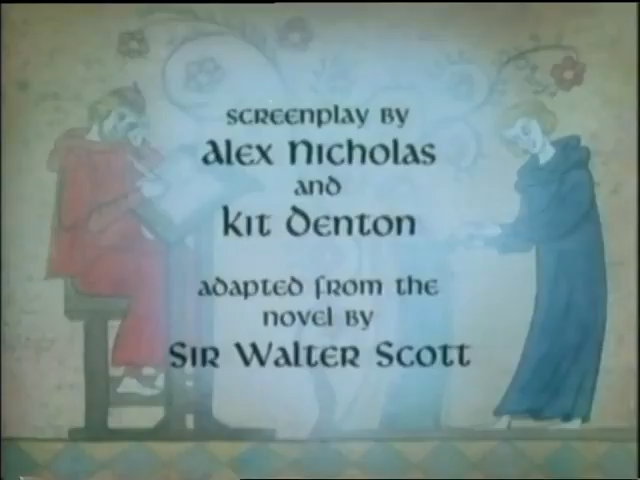 screenplay by
Alex Nicholas
and
Kit Denton
adapted from the
novel by
Sir Walter Scott